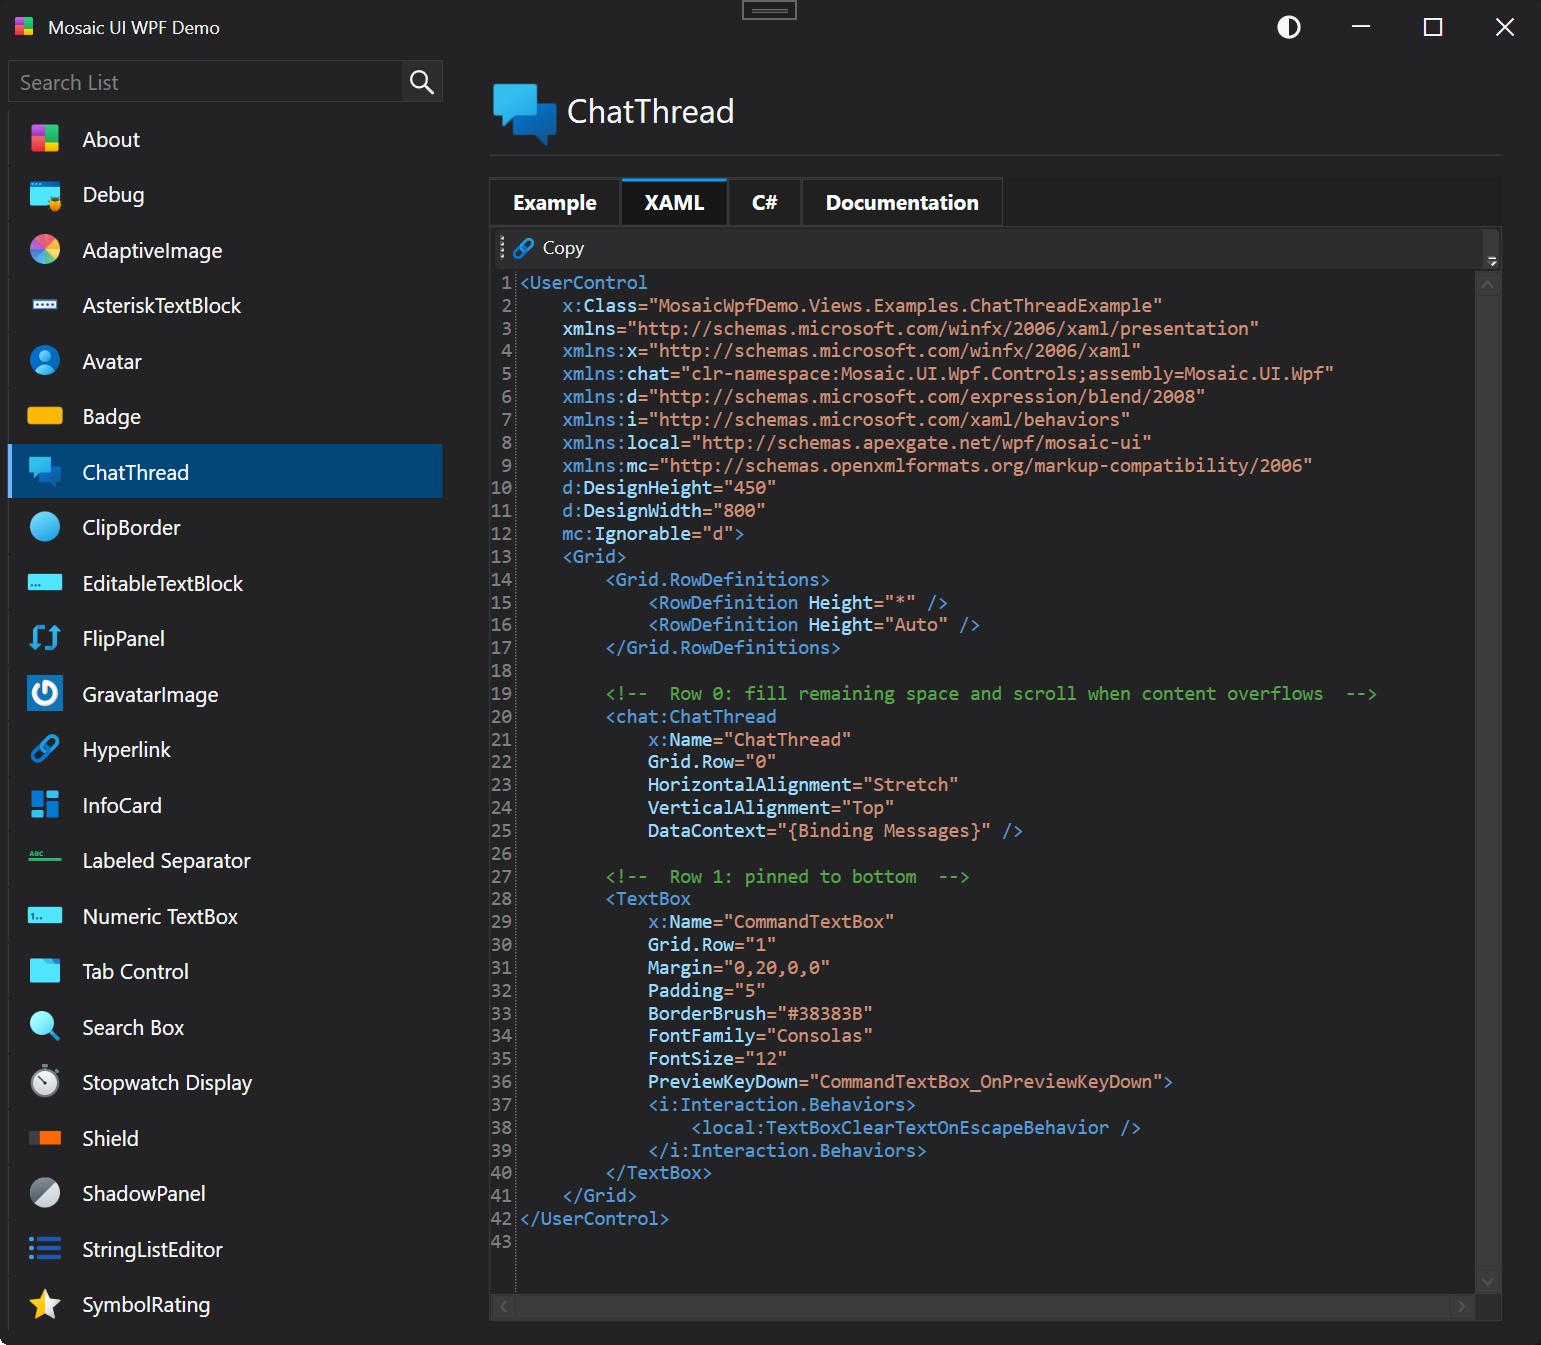 Mosaic UI WPF Demo
Search List
About
Debug
AdaptiveImage
AsteriskTextBlock
Avatar
Badge
ChatThread
ClipBorder
EditableTextBlock
FlipPanel
GravatarImage
Hyperlink
InfoCard
ABC
Labeled Separator
1..
Numeric TextBox
Tab Control
Search Box
Stopwatch Display
Shield
ShadowPanel
StringListEditor
SymbolRating
ChatThread
Example XAML C# Documentation
Copy
1 <UserControl
2     x:Class="MosaicWpfDemo.Views.Examples.ChatThreadExample"
3     xmlns="http://schemas.microsoft.com/winfx/2006/xaml/presentation"
4     xmlns:x="http://schemas.microsoft.com/winfx/2006/xaml"
5     xmlns:chat="clr-namespace:Mosaic.UI.Wpf.Controls;assembly=Mosaic.UI.Wpf"
6     xmlns:d="http://schemas.microsoft.com/expression/blend/2008"
7     xmlns:i="http://schemas.microsoft.com/xaml/behaviors"
8     xmlns:local="http://schemas.apexgate.net/wpf/mosaic-ui"
9     xmlns:mc="http://schemas.openxmlformats.org/markup-compatibility/2006"
10     d:DesignHeight="450"
11     d:DesignWidth="800"
12     mc:Ignorable="d">
13     <Grid>
14         <Grid.RowDefinitions>
15             <RowDefinition Height="*" />
16             <RowDefinition Height="Auto" />
17         </Grid.RowDefinitions>
18
19         <!--  Row 0: fill remaining space and scroll when content overflows  -->
20         <chat:ChatThread
21             x:Name="ChatThread"
22             Grid.Row="0"
23             HorizontalAlignment="Stretch"
24             VerticalAlignment="Top"
25             DataContext="{Binding Messages}" />
26
27         <!--  Row 1: pinned to bottom  -->
28         <TextBox
29             x:Name="CommandTextBox"
30             Grid.Row="1"
31             Margin="0,20,0,0"
32             Padding="5"
33             BorderBrush="#38383B"
34             FontFamily="Consolas"
35             FontSize="12"
36             PreviewKeyDown="CommandTextBox_OnPreviewKeyDown">
37             <i:Interaction.Behaviors>
38                 <local:TextBoxClearTextOnEscapeBehavior />
39             </i:Interaction.Behaviors>
40         </TextBox>
41     </Grid>
42 </UserControl>
43